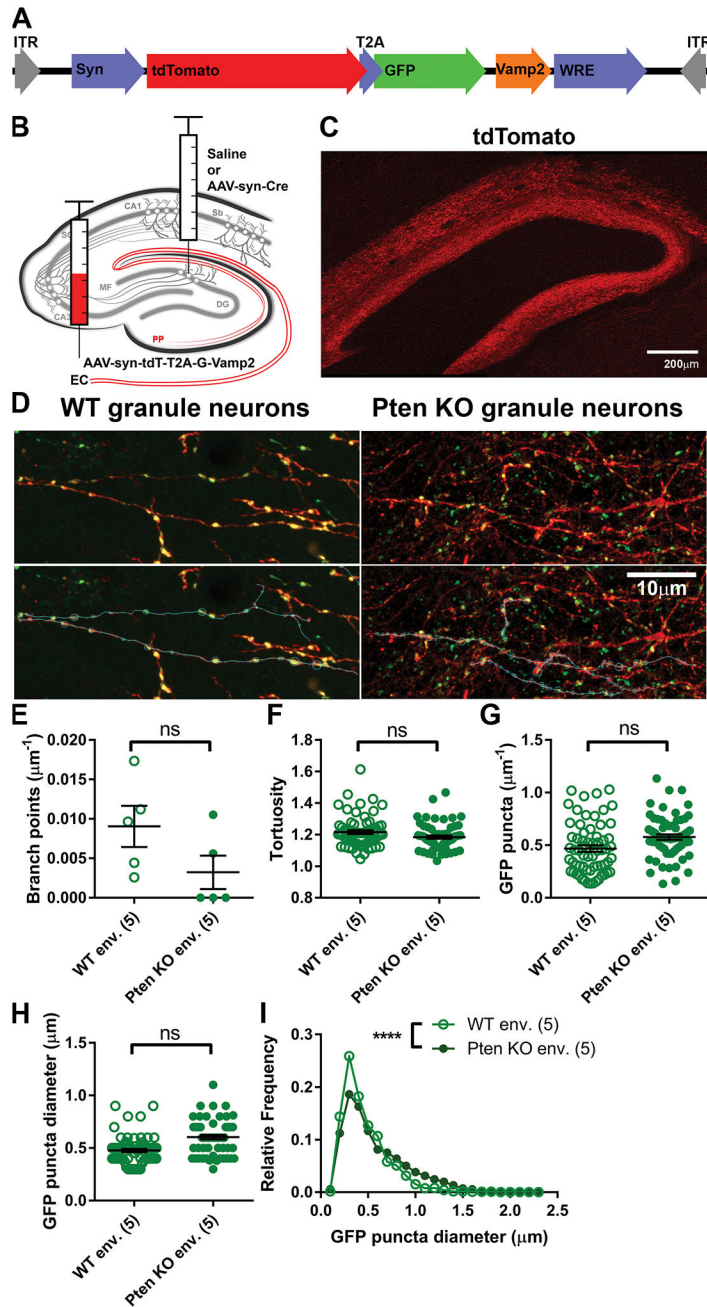 A
ITR
T2A
ITR
Syn
tdTomato
GFP
Vamp2
WRE
B
Saline
or
AAV-syn-Cre
CA1
Sb
CA3
MF
DG
PP
AAV-syn-tdT-T2A-G-Vamp2
EC
C
tdTomato
200μm
D
WT granule neurons
Pten KO granule neurons
10μm
E
ns
Branch points (μm⁻¹)
0.020
0.015
0.010
0.005
0.000
WT env. (5)
Pten KO env. (5)
F
ns
Tortuosity
1.8
1.6
1.4
1.2
1.0
0.8
WT env. (5)
Pten KO env. (5)
G
ns
GFP puncta (μm⁻¹)
1.5
1.0
0.5
0.0
WT env. (5)
Pten KO env. (5)
H
ns
GFP puncta diameter (μm)
1.5
1.0
0.5
0.0
WT env. (5)
Pten KO env. (5)
I
****
WT env. (5)
Pten KO env. (5)
Relative Frequency
0.3
0.2
0.1
0.0
0.0 0.5 1.0 1.5 2.0 2.5
GFP puncta diameter (μm)